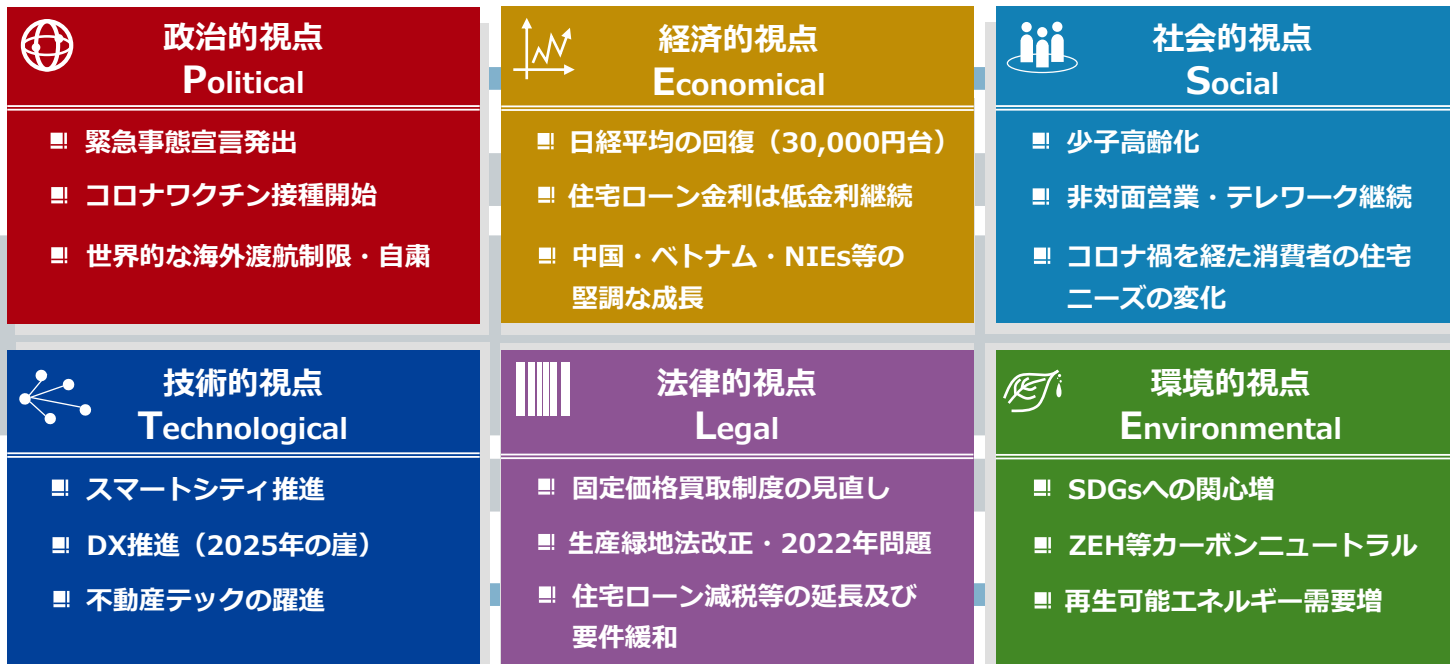 政治的視点
Political
緊急事態宣言発出
コロナワクチン接種開始
世界的な海外渡航制限・自粛
経済的視点
Economical
日経平均の回復（30,000円台）
住宅ローン金利は低金利継続
中国・ベトナム・NIEs等の
堅調な成長
社会的視点
Social
少子高齢化
非対面営業・テレワーク継続
コロナ禍を経た消費者の住宅
ニーズの変化
技術的視点
Technological
スマートシティ推進
DX推進（2025年の崖）
不動産テックの躍進
法律的視点
Legal
固定価格買取制度の見直し
生産緑地法改正・2022年問題
住宅ローン減税等の延長及び
要件緩和
環境的視点
Environmental
SDGsへの関心増
ZEH等カーボンニュートラル
再生可能エネルギー需要増